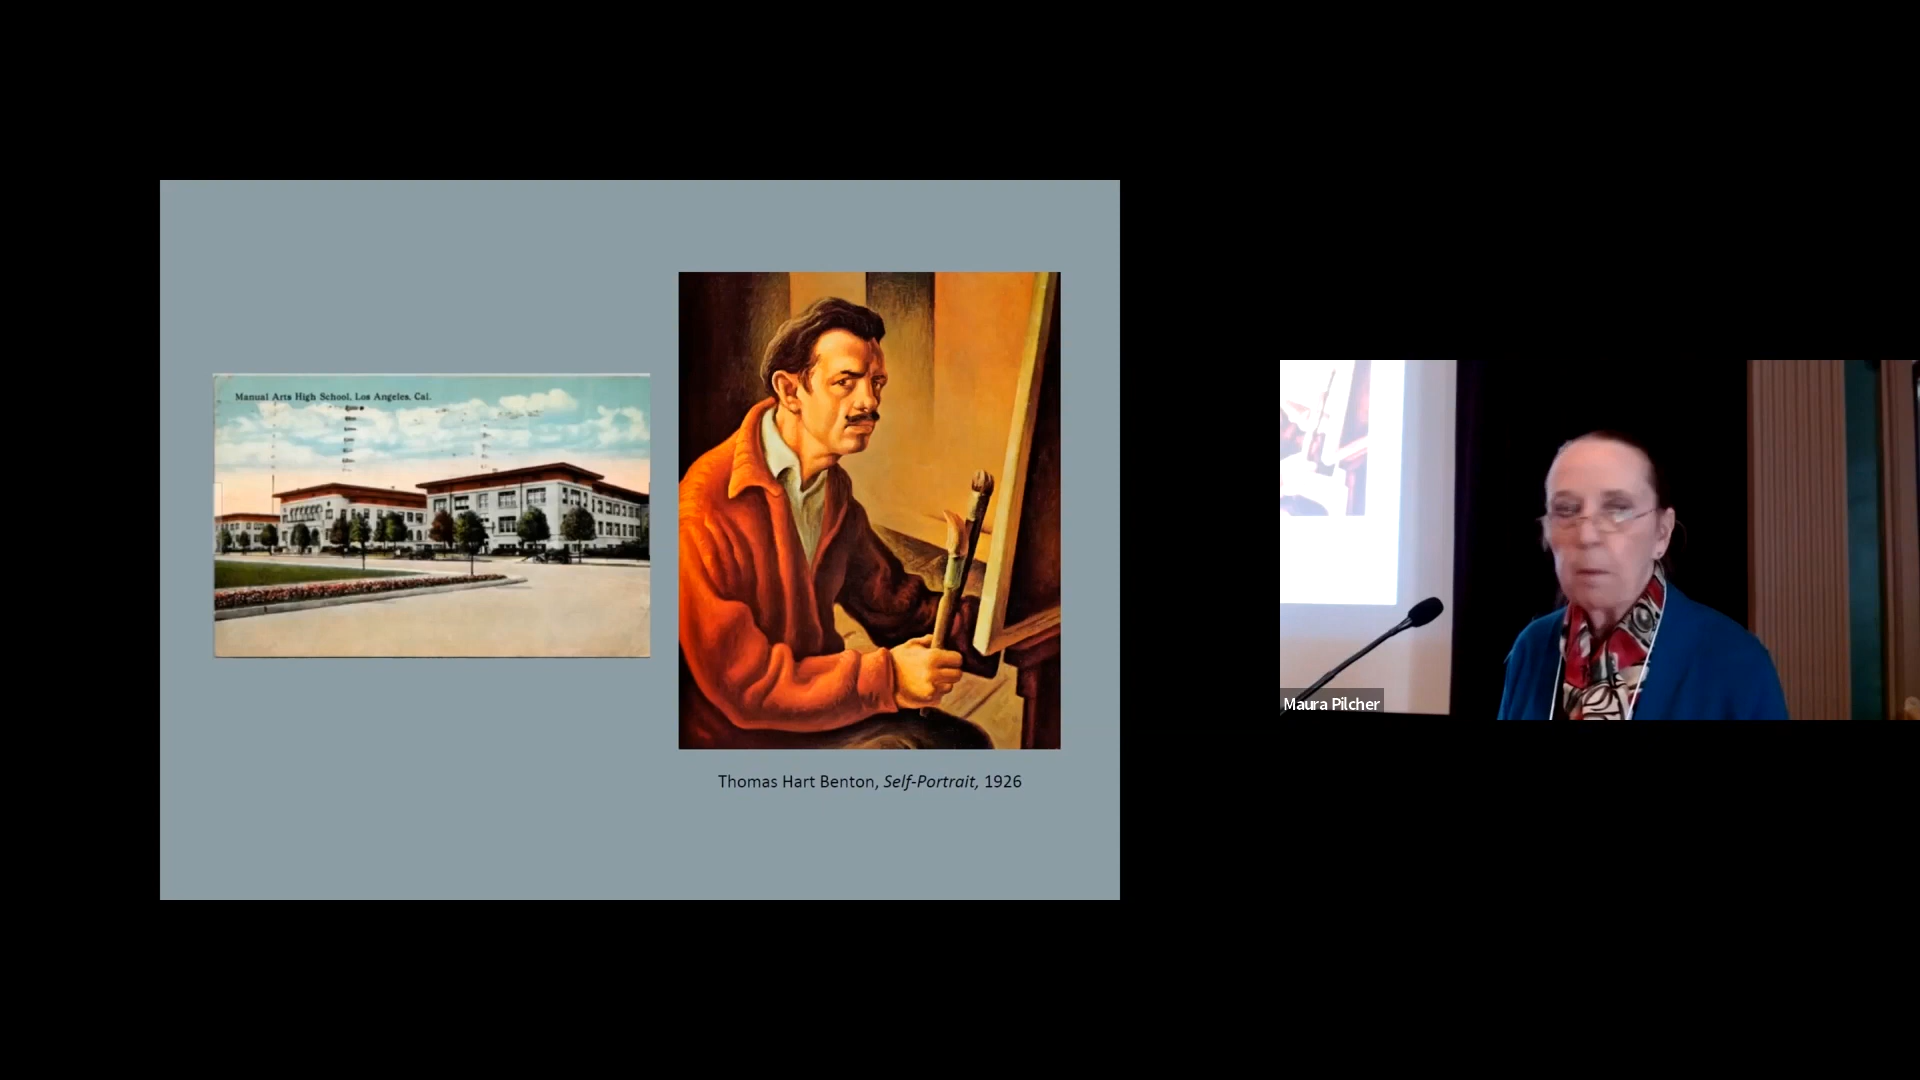 Manual Arts High School, Los Angeles, Cal.
Thomas Hart Benton, Self-Portrait, 1926
Maura Pilcher